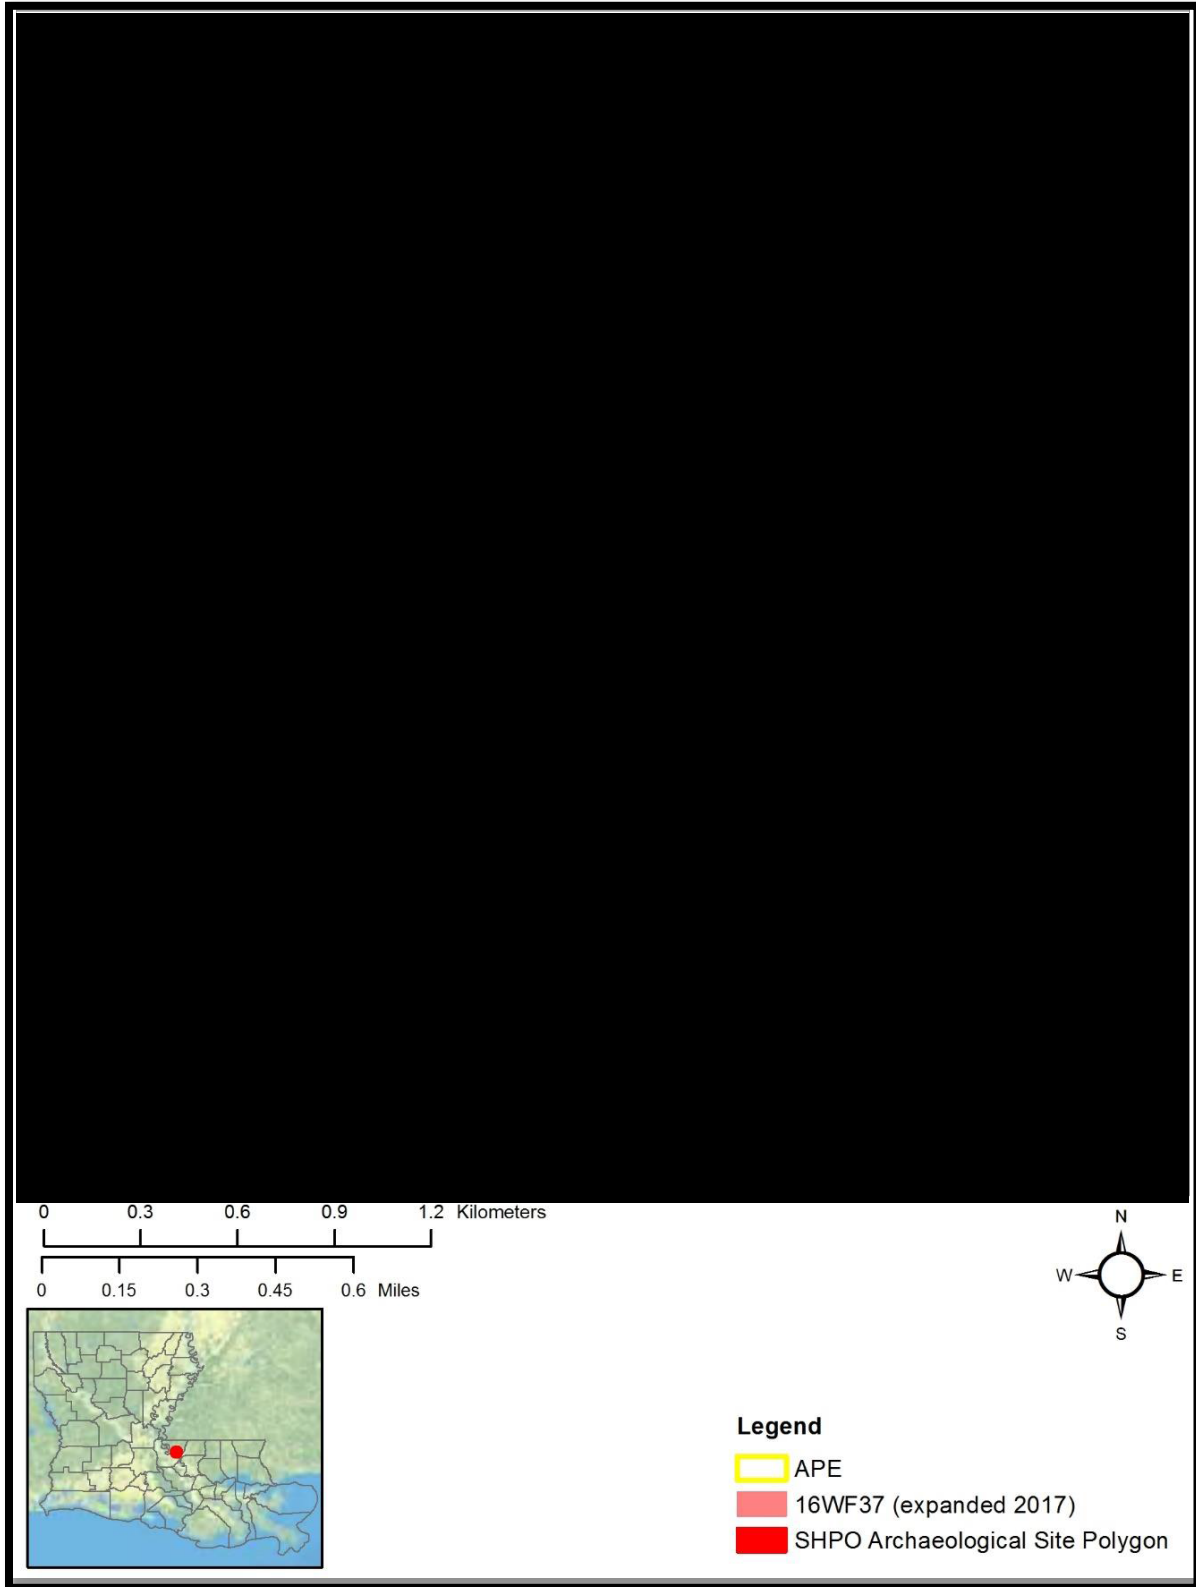 0 0.3 0.6 0.9 1.2 Kilometers
0 0.15 0.3 0.45 0.6 Miles
N
W E
S
Legend
APE
16WF37 (expanded 2017)
SHPO Archaeological Site Polygon